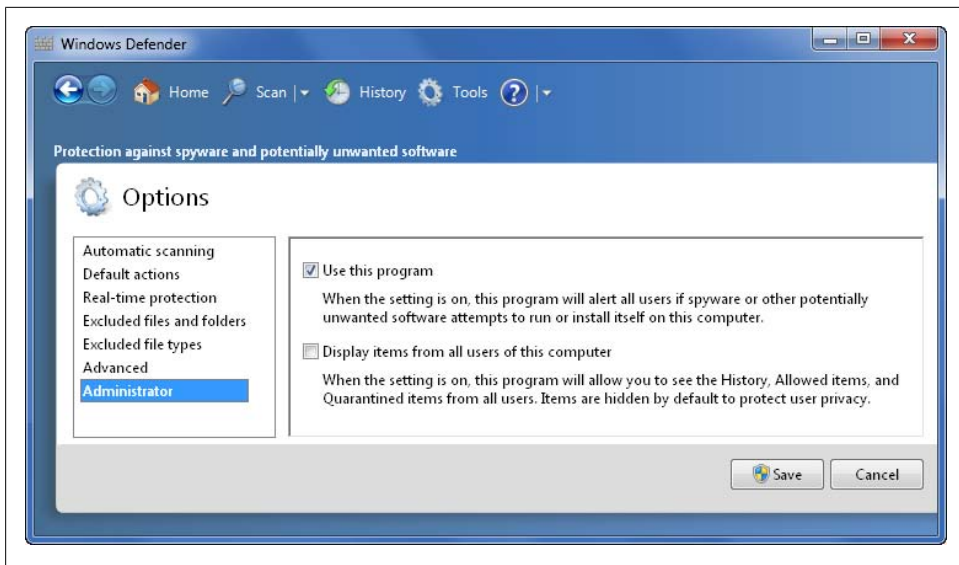 Windows Defender
Home Scan History Tools
Protection against spyware and potentially unwanted software
Options
Automatic scanning
Default actions
Real-time protection
Excluded files and folders
Excluded file types
Advanced
Administrator
Use this program
When the setting is on, this program will alert all users if spyware or other potentially
unwanted software attempts to run or install itself on this computer.
Display items from all users of this computer
When the setting is on, this program will allow you to see the History, Allowed items, and
Quarantined items from all users. Items are hidden by default to protect user privacy.
Save Cancel